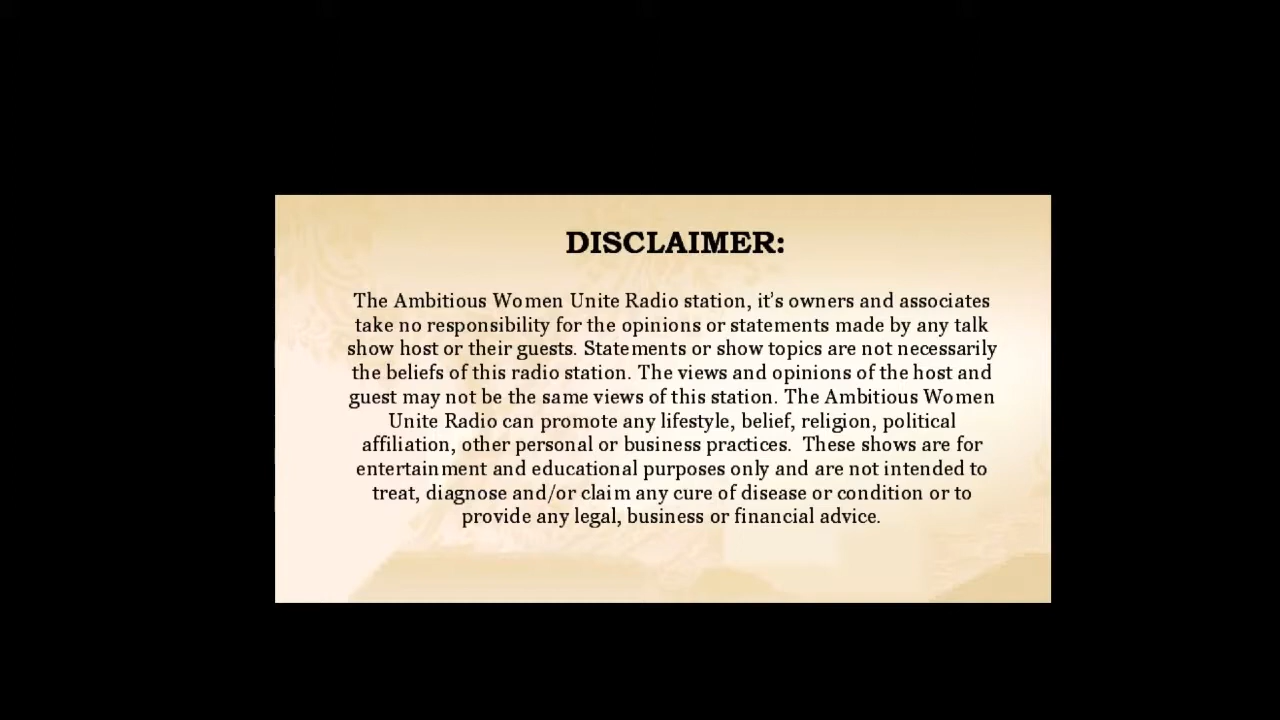 DISCLAIMER:
The Ambitious Women Unite Radio station, it's owners and associates
take no responsibility for the opinions or statements made by any talk
show host or their guests. Statements or show topics are not necessarily
the beliefs of this radio station. The views and opinions of the host and
guest may not be the same views of this station. The Ambitious Women
Unite Radio can promote any lifestyle, belief, religion, political
affiliation, other personal or business practices.  These shows are for
entertainment and educational purposes only and are not intended to
treat, diagnose and/or claim any cure of disease or condition or to
provide any legal, business or financial advice.